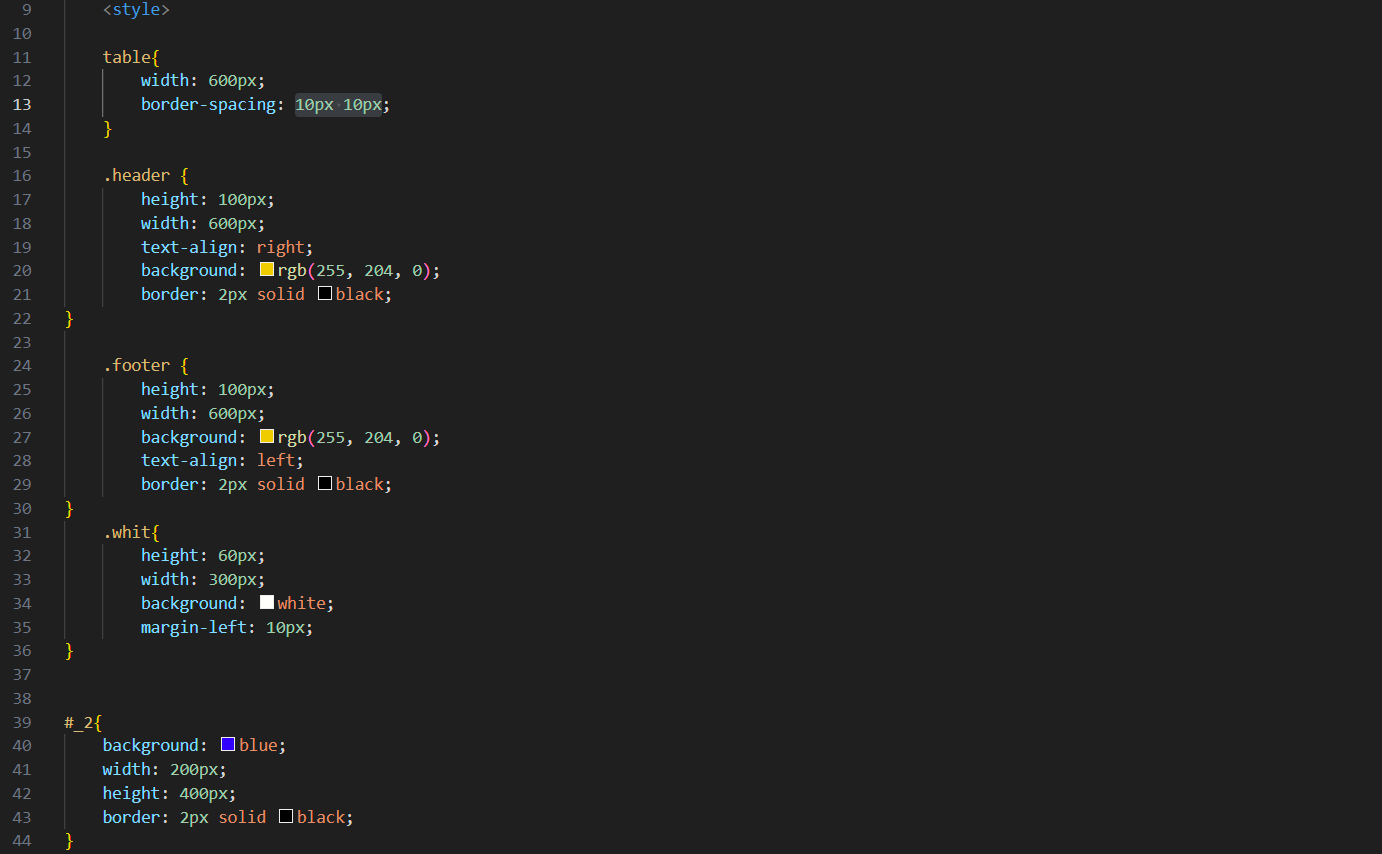 9 <style>
10
11 table{
12 width: 600px;
13 border-spacing: 10px 10px;
14 }
15
16 .header {
17 height: 100px;
18 width: 600px;
19 text-align: right;
20 background: rgb(255, 204, 0);
21 border: 2px solid black;
22 }
23
24 .footer {
25 height: 100px;
26 width: 600px;
27 background: rgb(255, 204, 0);
28 text-align: left;
29 border: 2px solid black;
30 }
31 .whit{
32 height: 60px;
33 width: 300px;
34 background: white;
35 margin-left: 10px;
36 }
37
38
39 #_2{
40 background: blue;
41 width: 200px;
42 height: 400px;
43 border: 2px solid black;
44 }